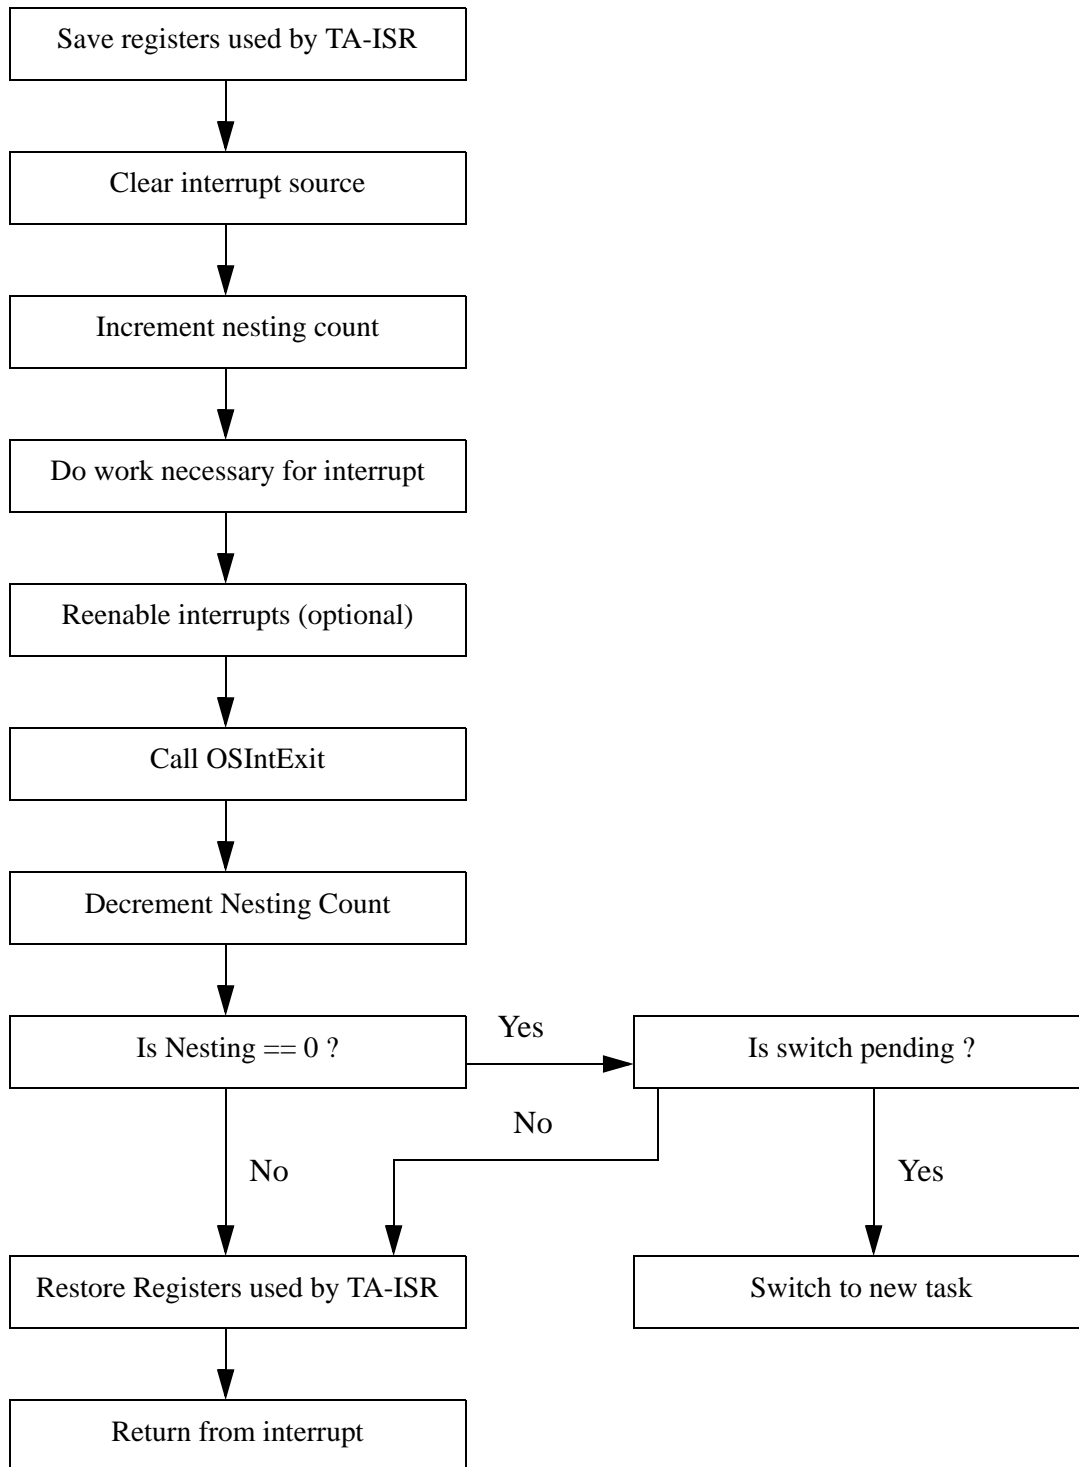 Save registers used by TA-ISR
Clear interrupt source
Increment nesting count
Do work necessary for interrupt
Reenable interrupts (optional)
Call OSIntExit
Decrement Nesting Count
Is Nesting == 0 ?
Yes
Is switch pending ?
No
No
Yes
Restore Registers used by TA-ISR
Switch to new task
Return from interrupt